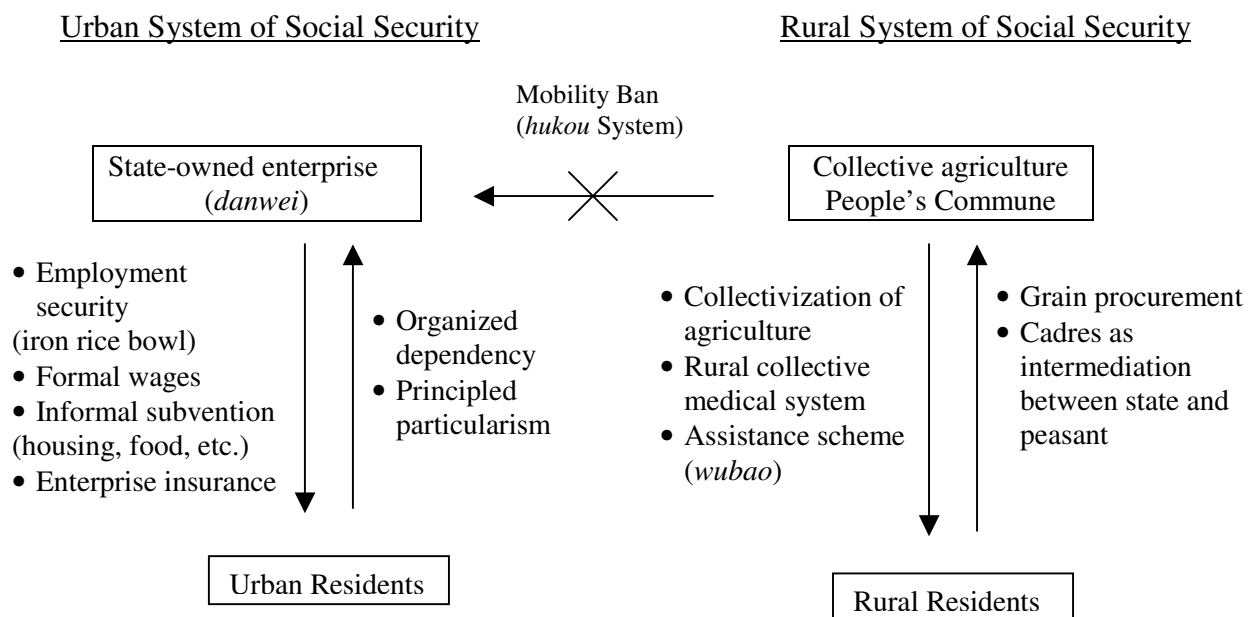 Urban System of Social Security
Rural System of Social Security
Mobility Ban
(hukou System)
State-owned enterprise
(danwei)
Collective agriculture
People’s Commune
• Employment
security
(iron rice bowl)
• Formal wages
• Informal subvention
(housing, food, etc.)
• Enterprise insurance
• Organized
dependency
• Principled
particularism
• Collectivization of
agriculture
• Rural collective
medical system
• Assistance scheme
(wubao)
• Grain procurement
• Cadres as
intermediation
between state and
peasant
Urban Residents
Rural Residents